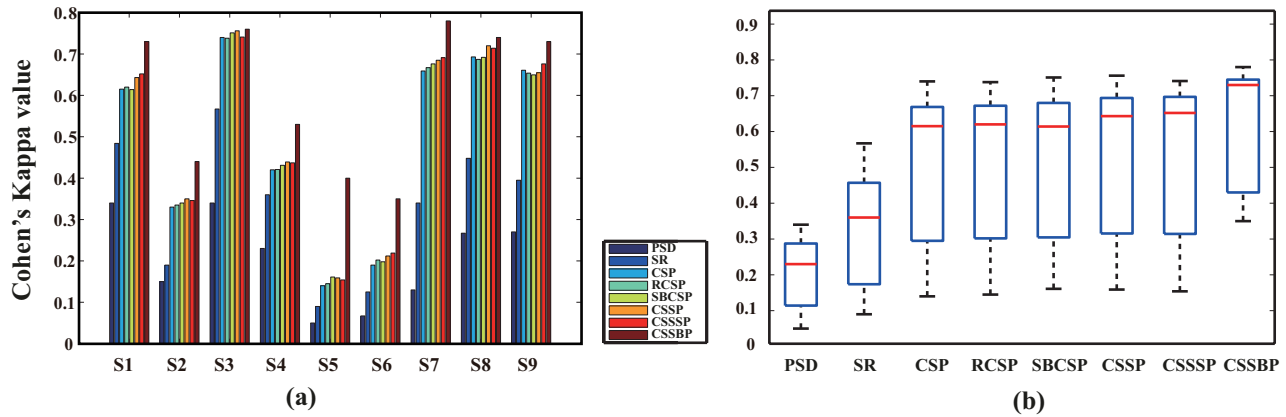 Cohen's Kappa value
0.8
0.7
0.6
0.5
0.4
0.3
0.2
0.1
0
S1 S2 S3 S4 S5 S6 S7 S8 S9
(a)
PSD
SR
CSP
RCSP
SBCSP
CSSP
CSSSP
CSSBP
0.9
0.8
0.7
0.6
0.5
0.4
0.3
0.2
0.1
0
PSD SR CSP RCSP SBCSP CSSP CSSSP CSSBP
(b)